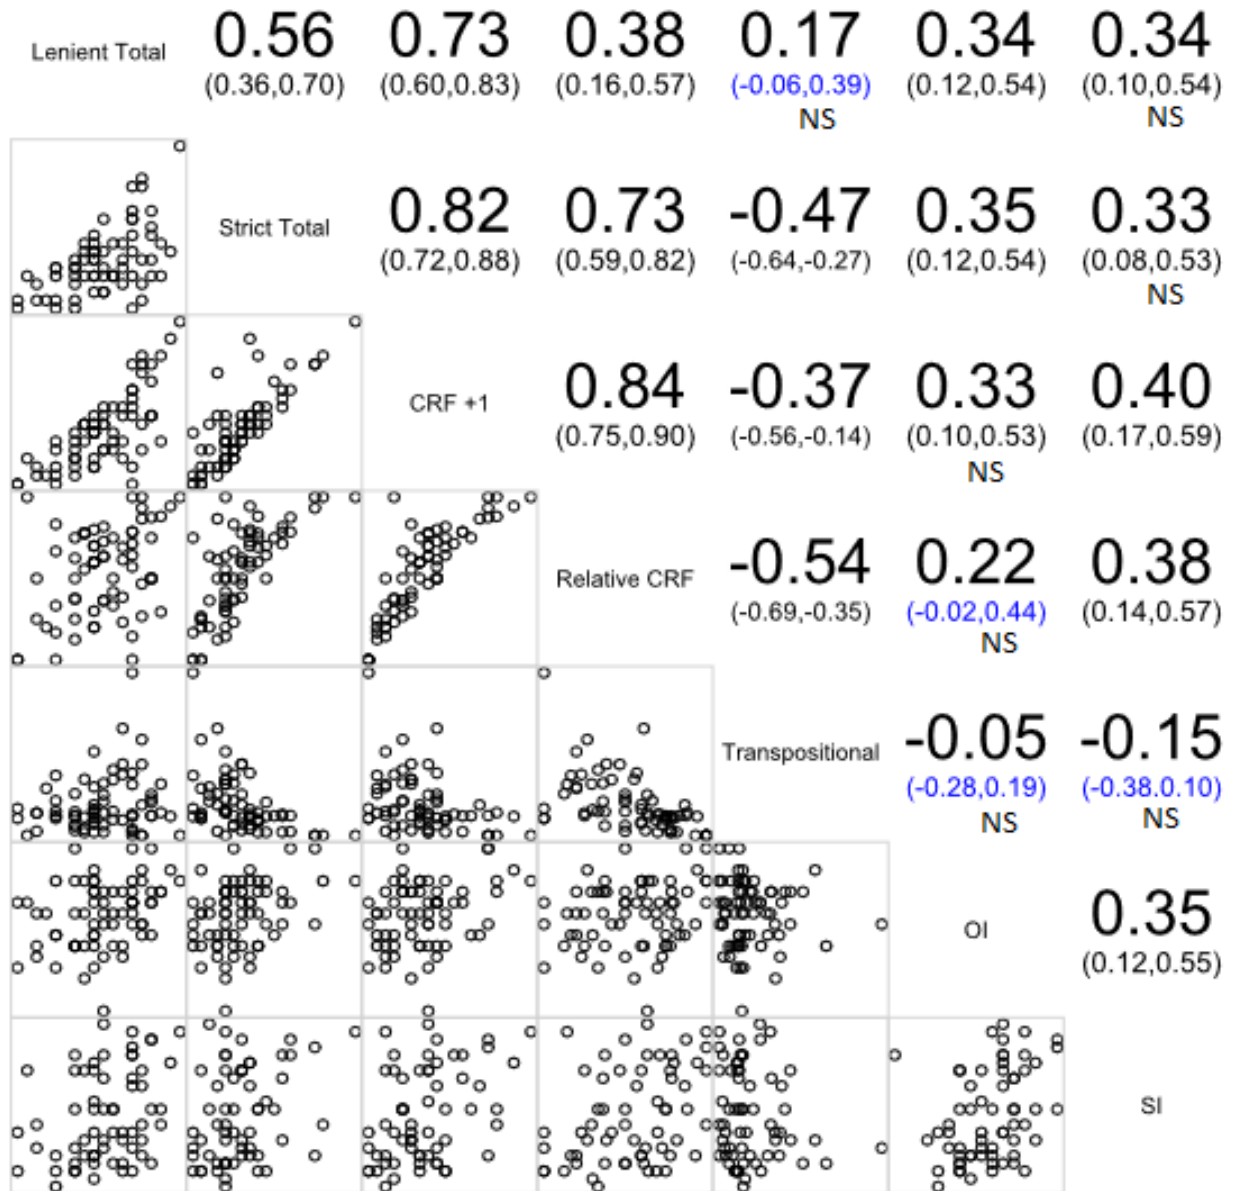 Lenient Total 0.56 0.73 0.38 0.17 0.34 0.34
(0.36,0.70) (0.60,0.83) (0.16,0.57) (-0.06,0.39) (0.12,0.54) (0.10,0.54)
NS NS
Strict Total 0.82 0.73 -0.47 0.35 0.33
(0.72,0.88) (0.59,0.82) (-0.64,-0.27) (0.12,0.54) (0.08,0.53)
NS
CRF +1 0.84 -0.37 0.33 0.40
(0.75,0.90) (-0.56,-0.14) (0.10,0.53) (0.17,0.59)
NS
Relative CRF -0.54 0.22 0.38
(-0.69,-0.35) (-0.02,0.44) (0.14,0.57)
NS
Transpositional -0.05 -0.15
(-0.28,0.19) (-0.38.0.10)
NS NS
OI 0.35
(0.12,0.55)
SI